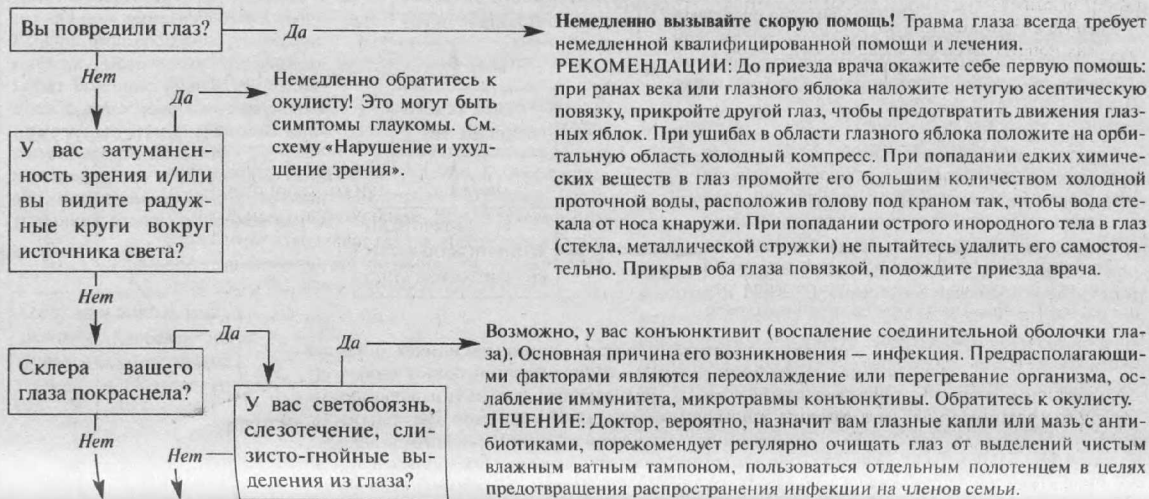 Вы повредили глаз?
Да
Немедленно вызывайте скорую помощь! Травма глаза всегда требует
немедленной квалифицированной помощи и лечения.
РЕКОМЕНДАЦИИ: До приезда врача окажите себе первую помощь:
при ранах века или глазного яблока наложите нетугую асептическую
повязку, прикройте другой глаз, чтобы предотвратить движения глаз-
ных яблок. При ушибах в области глазного яблока положите на орби-
тальную область холодный компресс. При попадании едких химиче-
ских веществ в глаз промойте его большим количеством холодной
проточной воды, расположив голову под краном так, чтобы вода сте-
кала от носа кнаружи. При попадании острого инородного тела в глаз
(стекла, металлической стружки) не пытайтесь удалить его самостоя-
тельно. Прикрыв оба глаза повязкой, подождите приезда врача.
Нет
Да
Немедленно обратитесь к
окулисту! Это могут быть
симптомы глаукомы. См.
схему «Нарушение и ухуд-
шение зрения».
У вас затуманен-
ность зрения и/или
вы видите радуж-
ные круги вокруг
источника света?
Нет
Да
Да
Склера вашего
глаза покраснела?
Возможно, у вас конъюнктивит (воспаление соединительной оболочки гла-
за). Основная причина его возникновения — инфекция. Предрасполагающи-
ми факторами являются переохлаждение или перегревание организма, ос-
лабление иммунитета, микротравмы конъюнктивы. Обратитесь к окулисту.
ЛЕЧЕНИЕ: Доктор, вероятно, назначит вам глазные капли или мазь с анти-
биотиками, порекомендует регулярно очищать глаз от выделений чистым
влажным ватным тампоном, пользоваться отдельным полотенцем в целях
предотвращения распространения инфекции на членов семьи.
Нет
Нет
У вас светобоязнь,
слезотечение, сли-
зисто-гнойные вы-
деления из глаза?